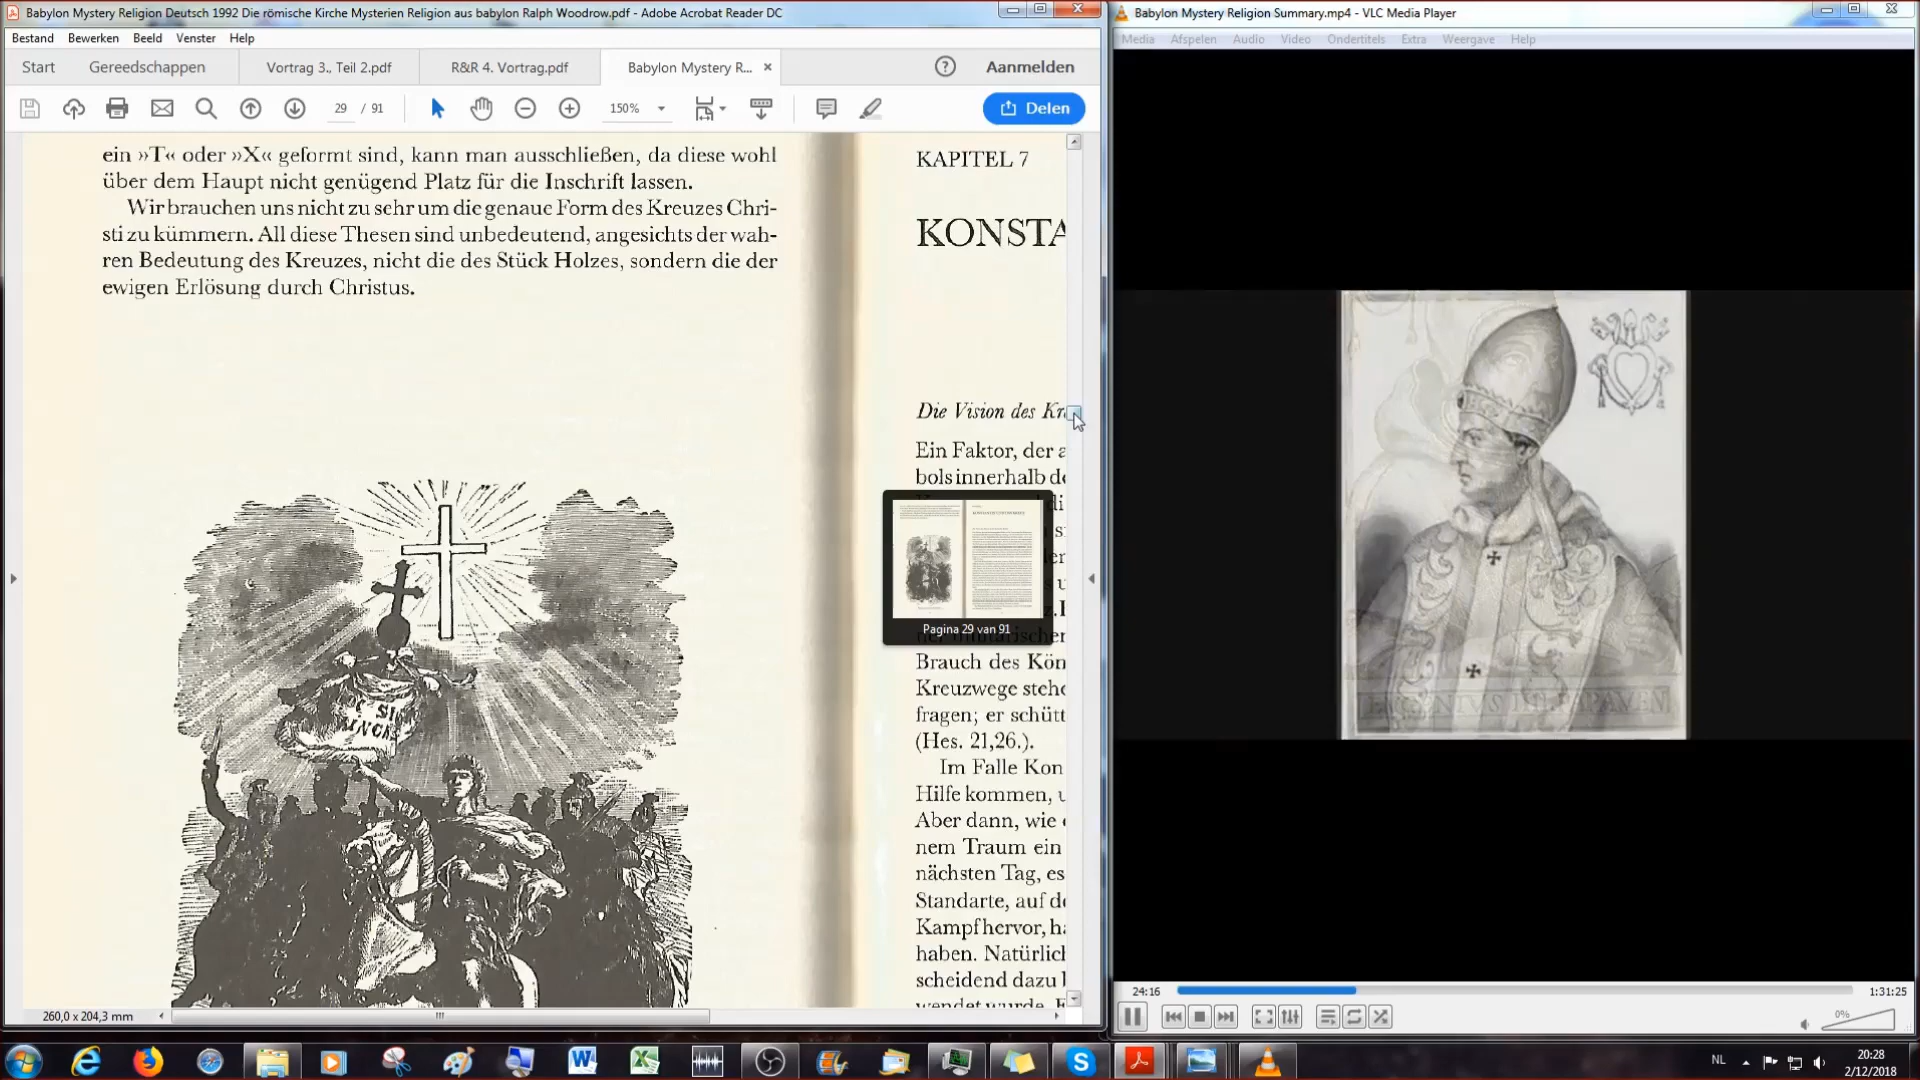 Babylon Mystery Religion Deutsch 1992 Die römische Kirche Mysterien Religion aus babylon Ralph Woodrow.pdf - Adobe Acrobat Reader DC
Bestand Bewerken Beeld Venster Help
Start Gereedschappen Vortrag 3., Teil 2.pdf R&R 4. Vortrag.pdf Babylon Mystery R... Aanmelden
29 / 91 150% Delen
ein »T« oder »X« geformt sind, kann man ausschließen, da diese wohl
über dem Haupt nicht genügend Platz für die Inschrift lassen.
Wir brauchen uns nicht zu sehr um die genaue Form des Kreuzes Chri-
sti zu kümmern. All diese Thesen sind unbedeutend, angesichts der wah-
ren Bedeutung des Kreuzes, nicht die des Stück Holzes, sondern die der
ewigen Erlösung durch Christus.
KAPITEL 7
KONSTA
Die Vision des Kr
Ein Faktor, der a
bols innerhalb de
Pagina 29 van 91
Brauch des Kön
Kreuzwege stehe
fragen; er schütt
(Hes. 21,26.).
Im Falle Kon
Hilfe kommen, u
Aber dann, wie
nem Traum ein
nächsten Tag, es
Standarte, auf de
Kampf hervor, ha
haben. Natürlich
scheidend dazu
wendet wurde.
260,0 x 204,3 mm
Babylon Mystery Religion Summary.mp4 - VLC Media Player
Media Afspelen Audio Video Ondertitels Extra Weergave Help
24:16 1:31:25
0%
NL
20:28
2/12/2018